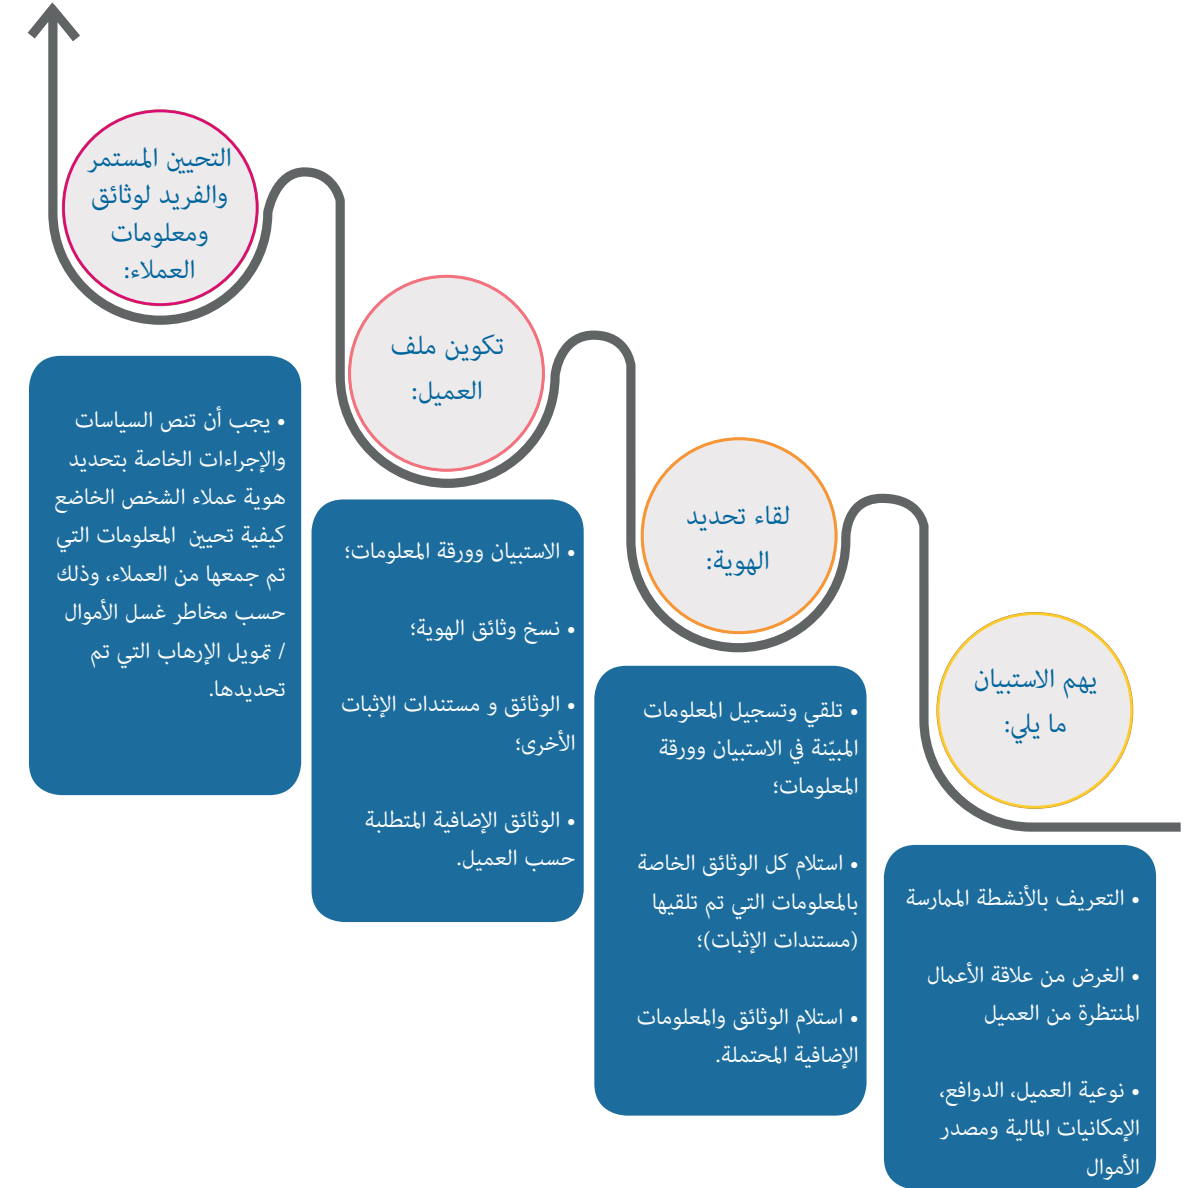 يهم الاستبيان
ما يلي:
• التعريف بالأنشطة الممارسة
• الغرض من علاقة الأعمال
المنتظرة من العميل
• نوعية العميل، الدوافع،
الإمكانيات المالية ومصدر
الأموال
لقاء تحديد
الهوية:
• تلقي وتسجيل المعلومات
المبيّنة في الاستبيان وورقة
المعلومات؛
• استلام كل الوثائق الخاصة
بالمعلومات التي تم تلقيها
(مستندات الإثبات)؛
• استلام الوثائق والمعلومات
الإضافية المحتملة.
تكوين ملف
العميل:
• الاستبيان وورقة المعلومات؛
• نسخ وثائق الهوية؛
• الوثائق و مستندات الإثبات
الأخرى؛
• الوثائق الإضافية المتطلبة
حسب العميل.
التحيين المستمر
والفريد لوثائق
ومعلومات
العملاء:
• يجب أن تنص السياسات
والإجراءات الخاصة بتحديد
هوية عملاء الشخص الخاضع
كيفية تحيين المعلومات التي
تم جمعها من العملاء، وذلك
حسب مخاطر غسل الأموال
/ تمويل الإرهاب التي تم
تحديدها.